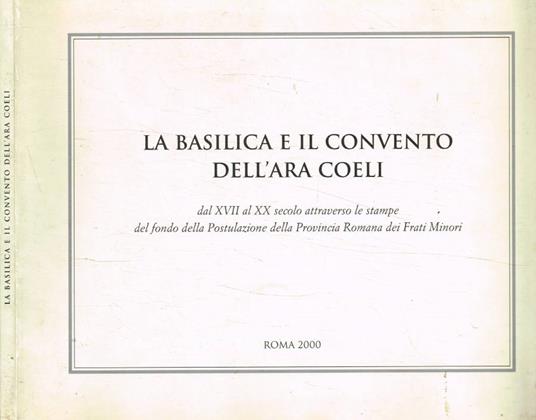 LA BASILICA E IL CONVENTO DELL'ARA COELI
LA BASILICA E IL CONVENTO
DELL'ARA COELI
dal XVII al XX secolo attraverso le stampe
del fondo della Postulazione della Provincia Romana dei Frati Minori
ROMA 2000